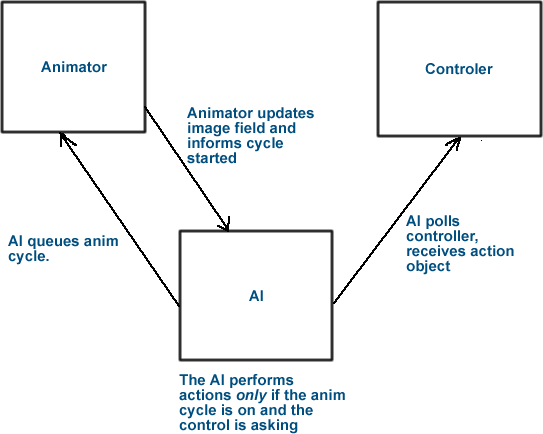 Animator
Controler
Animator updates
image field and
informs cycle
started
AI queues anim
cycle.
AI polls
controller,
receives action
object
AI
The AI performs
actions only if the anim
cycle is on and the
control is asking